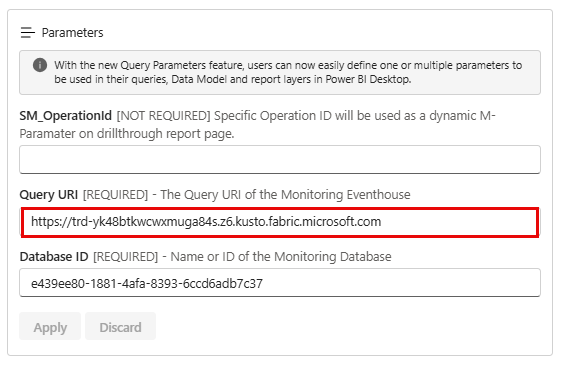 Parameters
With the new Query Parameters feature, users can now easily define one or multiple parameters to
be used in their queries, Data Model and report layers in Power BI Desktop.
SM_OperationId [NOT REQUIRED] Specific Operation ID will be used as a dynamic M-
Paramater on drillthrough report page.
Query URI [REQUIRED] - The Query URI of the Monitoring Eventhouse
https://trd-yk48btkwcwxmuga84s.z6.kusto.fabric.microsoft.com
Database ID [REQUIRED] - Name or ID of the Monitoring Database
e439ee80-1881-4afa-8393-6ccd6adb7c37
Apply Discard